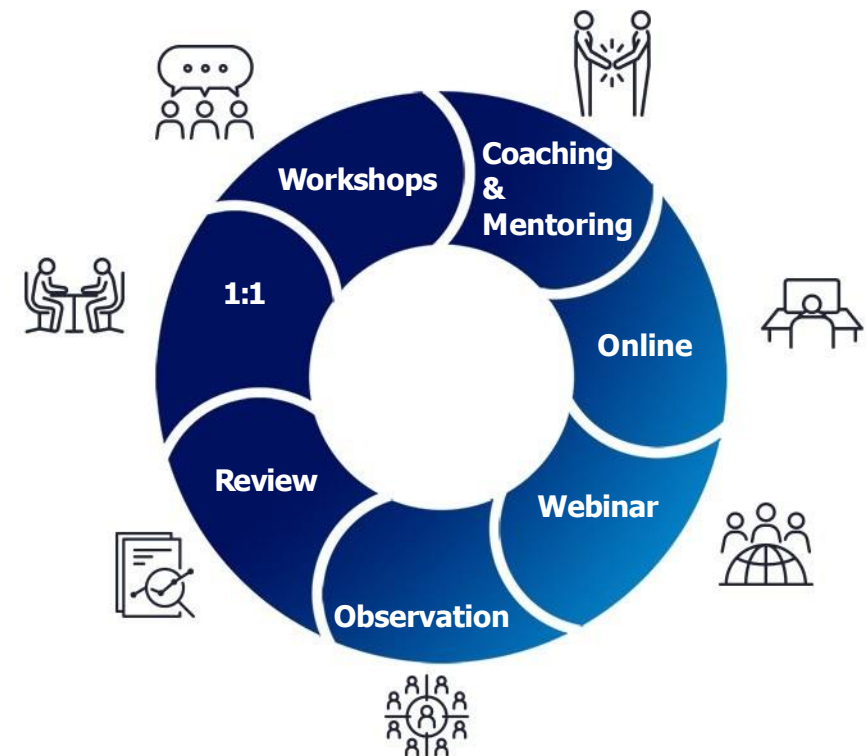 Workshops
Coaching
&
Mentoring
1:1
Online
Review
Webinar
Observation